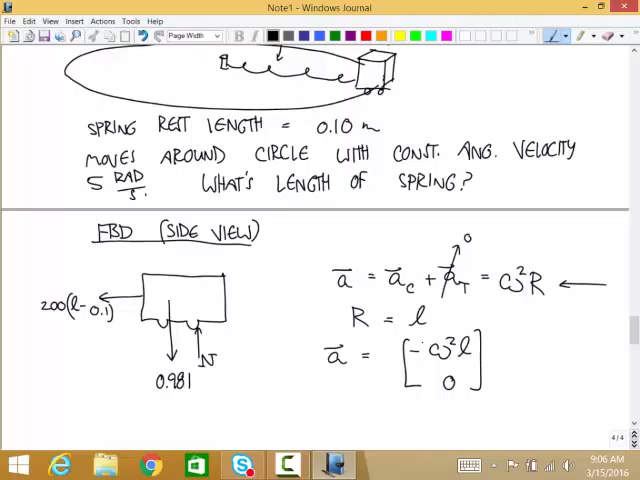 Note1 - Windows Journal
File Edit View Insert Actions Tools Help
Page Width
B
SPRING REST LENGTH = 0.10 m
MOVES AROUND CIRCLE WITH CONST. ANG. VELOCITY
5 RAD/S. WHAT'S LENGTH OF SPRING?
FBD (SIDE VIEW)
200(l-0.1)
N
0.981
a⃗ = a⃗_C + a⃗_T = ω²R
0
R = l
a⃗ = [-ω²l
0]
4/4
9:06 AM
3/15/2016